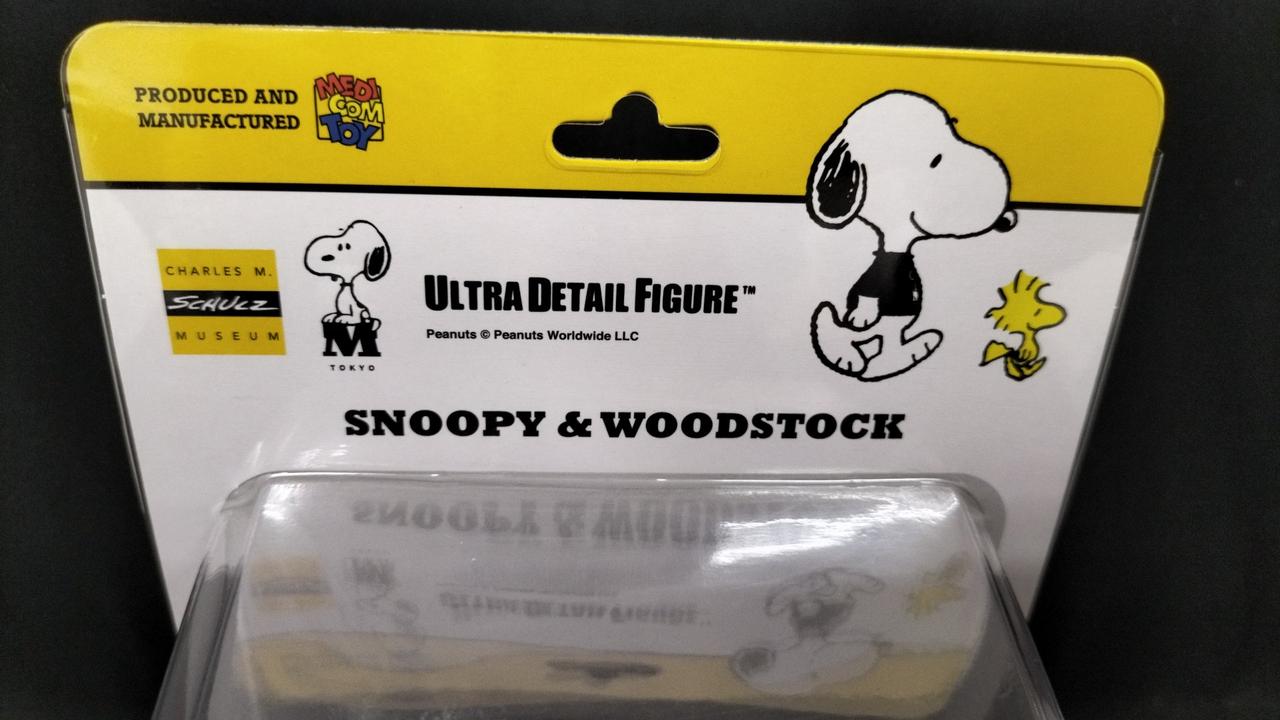 PRODUCED AND
MANUFACTURED
MEDI
COM
TOY
CHARLES M.
SCHULZ
MUSEUM
M
TOKYO
ULTRA DETAIL FIGURE™
Peanuts © Peanuts Worldwide LLC
SNOOPY & WOODSTOCK